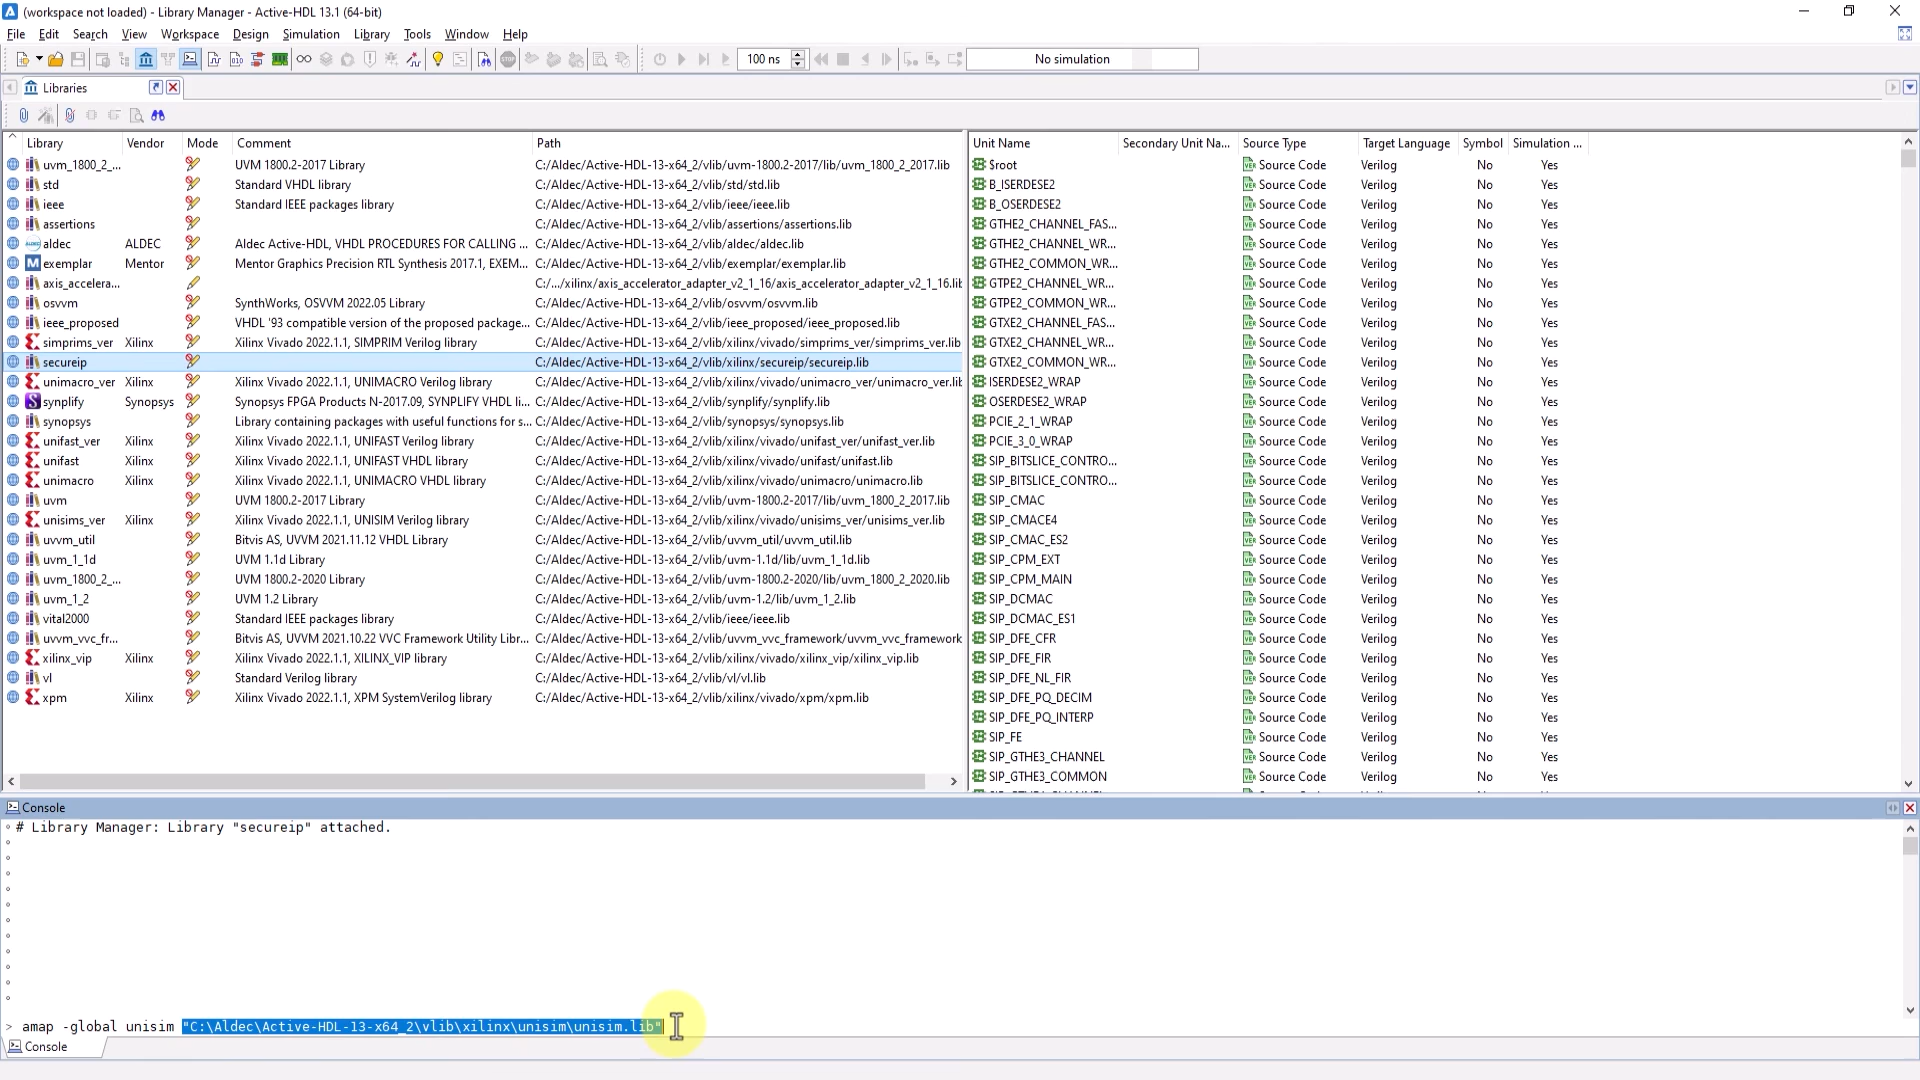 (workspace not loaded) - Library Manager - Active-HDL 13.1 (64-bit)
File Edit Search View Workspace Design Simulation Library Tools Window Help
100 ns No simulation
Libraries
Library Vendor Mode Comment Path
uvm_1800_2_... UVM 1800.2-2017 Library C:/Aldec/Active-HDL-13-x64_2/vlib/uvm-1800.2-2017/lib/uvm_1800_2_2017.lib
std Standard VHDL library C:/Aldec/Active-HDL-13-x64_2/vlib/std/std.lib
ieee Standard IEEE packages library C:/Aldec/Active-HDL-13-x64_2/vlib/ieee/ieee.lib
assertions C:/Aldec/Active-HDL-13-x64_2/vlib/assertions/assertions.lib
aldec ALDEC Aldec Active-HDL, VHDL PROCEDURES FOR CALLING ... C:/Aldec/Active-HDL-13-x64_2/vlib/aldec/aldec.lib
exemplar Mentor Mentor Graphics Precision RTL Synthesis 2017.1, EXEM... C:/Aldec/Active-HDL-13-x64_2/vlib/exemplar/exemplar.lib
axis_accelera... C:/.../xilinx/axis_accelerator_adapter_v2_1_16/axis_accelerator_adapter_v2_1_16.lib
osvvm SynthWorks, OSVVM 2022.05 Library C:/Aldec/Active-HDL-13-x64_2/vlib/osvvm/osvvm.lib
ieee_proposed VHDL '93 compatible version of the proposed package... C:/Aldec/Active-HDL-13-x64_2/vlib/ieee_proposed/ieee_proposed.lib
simprims_ver Xilinx Xilinx Vivado 2022.1.1, SIMPRIM Verilog library C:/Aldec/Active-HDL-13-x64_2/vlib/xilinx/vivado/simprims_ver/simprims_ver.lib
secureip C:/Aldec/Active-HDL-13-x64_2/vlib/xilinx/secureip/secureip.lib
unimacro_ver Xilinx Xilinx Vivado 2022.1.1, UNIMACRO Verilog library C:/Aldec/Active-HDL-13-x64_2/vlib/xilinx/vivado/unimacro_ver/unimacro_ver.lib
synplify Synopsys Synopsys FPGA Products N-2017.09, SYNPLIFY VHDL li... C:/Aldec/Active-HDL-13-x64_2/vlib/synplify/synplify.lib
synopsys Library containing packages with useful functions for s... C:/Aldec/Active-HDL-13-x64_2/vlib/synopsys/synopsys.lib
unifast_ver Xilinx Xilinx Vivado 2022.1.1, UNIFAST Verilog library C:/Aldec/Active-HDL-13-x64_2/vlib/xilinx/vivado/unifast_ver/unifast_ver.lib
unifast Xilinx Xilinx Vivado 2022.1.1, UNIFAST VHDL library C:/Aldec/Active-HDL-13-x64_2/vlib/xilinx/vivado/unifast/unifast.lib
unimacro Xilinx Xilinx Vivado 2022.1.1, UNIMACRO VHDL library C:/Aldec/Active-HDL-13-x64_2/vlib/xilinx/vivado/unimacro/unimacro.lib
uvm UVM 1800.2-2017 Library C:/Aldec/Active-HDL-13-x64_2/vlib/uvm-1800.2-2017/lib/uvm_1800_2_2017.lib
unisims_ver Xilinx Xilinx Vivado 2022.1.1, UNISIM Verilog library C:/Aldec/Active-HDL-13-x64_2/vlib/xilinx/vivado/unisims_ver/unisims_ver.lib
uvvm_util Bitvis AS, UVVM 2021.11.12 VHDL Library C:/Aldec/Active-HDL-13-x64_2/vlib/uvvm_util/uvvm_util.lib
uvm_1_1d UVM 1.1d Library C:/Aldec/Active-HDL-13-x64_2/vlib/uvm-1.1d/lib/uvm_1_1d.lib
uvm_1800_2_... UVM 1800.2-2020 Library C:/Aldec/Active-HDL-13-x64_2/vlib/uvm-1800.2-2020/lib/uvm_1800_2_2020.lib
uvm_1_2 UVM 1.2 Library C:/Aldec/Active-HDL-13-x64_2/vlib/uvm-1.2/lib/uvm_1_2.lib
vital2000 Standard IEEE packages library C:/Aldec/Active-HDL-13-x64_2/vlib/ieee/ieee.lib
uvvm_vvc_fr... Bitvis AS, UVVM 2021.10.22 VVC Framework Utility Libr... C:/Aldec/Active-HDL-13-x64_2/vlib/uvvm_vvc_framework/uvvm_vvc_framework
xilinx_vip Xilinx Xilinx Vivado 2022.1.1, XILINX_VIP library C:/Aldec/Active-HDL-13-x64_2/vlib/xilinx/vivado/xilinx_vip/xilinx_vip.lib
vl Standard Verilog library C:/Aldec/Active-HDL-13-x64_2/vlib/vl/vl.lib
xpm Xilinx Xilinx Vivado 2022.1.1, XPM SystemVerilog library C:/Aldec/Active-HDL-13-x64_2/vlib/xilinx/vivado/xpm/xpm.lib
Unit Name Secondary Unit Na... Source Type Target Language Symbol Simulation ...
$root Source Code Verilog No Yes
B_ISERDESE2 Source Code Verilog No Yes
B_OSERDESE2 Source Code Verilog No Yes
GTHE2_CHANNEL_FAS... Source Code Verilog No Yes
GTHE2_CHANNEL_WR... Source Code Verilog No Yes
GTHE2_COMMON_WR... Source Code Verilog No Yes
GTPE2_CHANNEL_WR... Source Code Verilog No Yes
GTPE2_COMMON_WR... Source Code Verilog No Yes
GTXE2_CHANNEL_FAS... Source Code Verilog No Yes
GTXE2_CHANNEL_WR... Source Code Verilog No Yes
GTXE2_COMMON_WR... Source Code Verilog No Yes
ISERDESE2_WRAP Source Code Verilog No Yes
OSERDESE2_WRAP Source Code Verilog No Yes
PCIE_2_1_WRAP Source Code Verilog No Yes
PCIE_3_0_WRAP Source Code Verilog No Yes
SIP_BITSLICE_CONTRO... Source Code Verilog No Yes
SIP_BITSLICE_CONTRO... Source Code Verilog No Yes
SIP_CMAC Source Code Verilog No Yes
SIP_CMACE4 Source Code Verilog No Yes
SIP_CMAC_ES2 Source Code Verilog No Yes
SIP_CPM_EXT Source Code Verilog No Yes
SIP_CPM_MAIN Source Code Verilog No Yes
SIP_DCMAC Source Code Verilog No Yes
SIP_DCMAC_ES1 Source Code Verilog No Yes
SIP_DFE_CFR Source Code Verilog No Yes
SIP_DFE_FIR Source Code Verilog No Yes
SIP_DFE_NL_FIR Source Code Verilog No Yes
SIP_DFE_PQ_DECIM Source Code Verilog No Yes
SIP_DFE_PQ_INTERP Source Code Verilog No Yes
SIP_FE Source Code Verilog No Yes
SIP_GTHE3_CHANNEL Source Code Verilog No Yes
SIP_GTHE3_COMMON Source Code Verilog No Yes
Console
# Library Manager: Library "secureip" attached.
> amap -global unisim "C:\Aldec\Active-HDL-13-x64_2\vlib\xilinx\unisim\unisim.lib"
Console